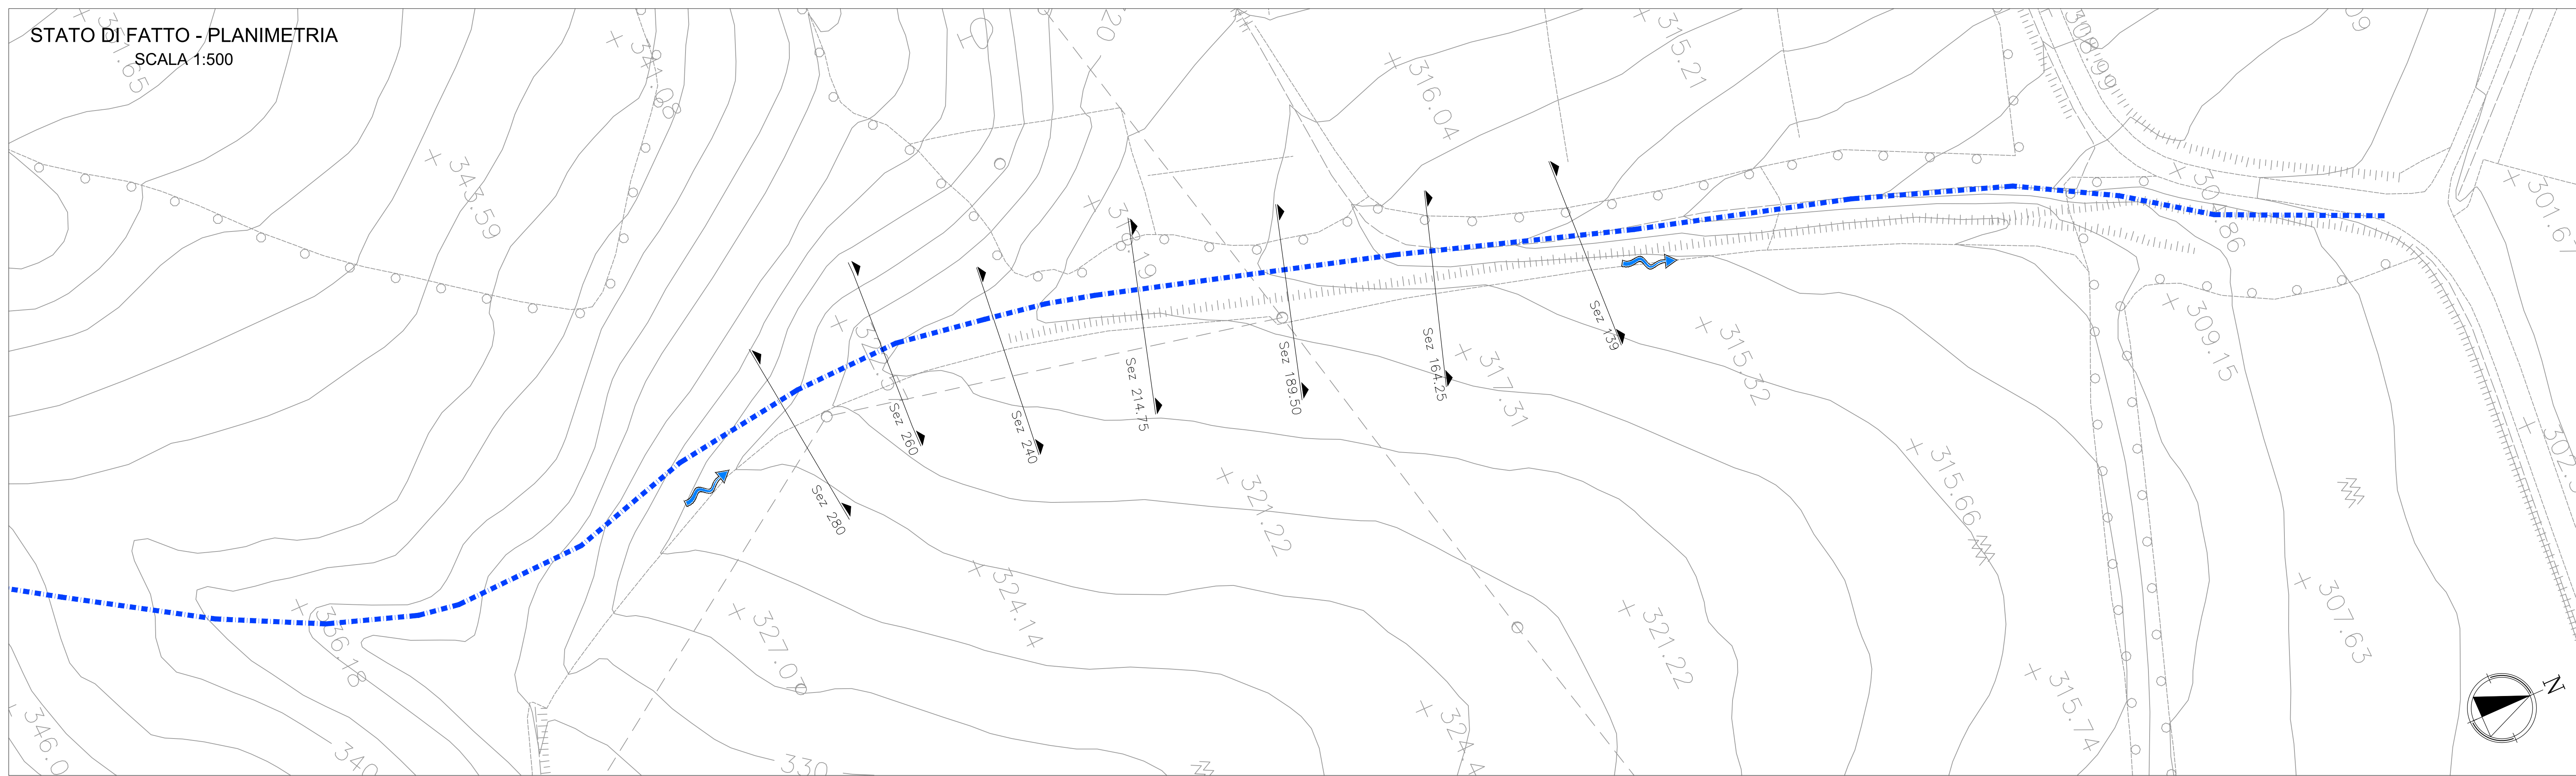 STATO DI FATTO - PLANIMETRIA
SCALA 1:500
341.08
343.59
316.04
315.21
308.99
Sez 280
Sez 260
Sez 240
Sez 214.75
Sez 189.50
Sez 164.25
Sez 139
317.31
315.32
309.15
315.66
321.22
324.14
327.07
336.18
321.22
315.74
307.63
340
330
N